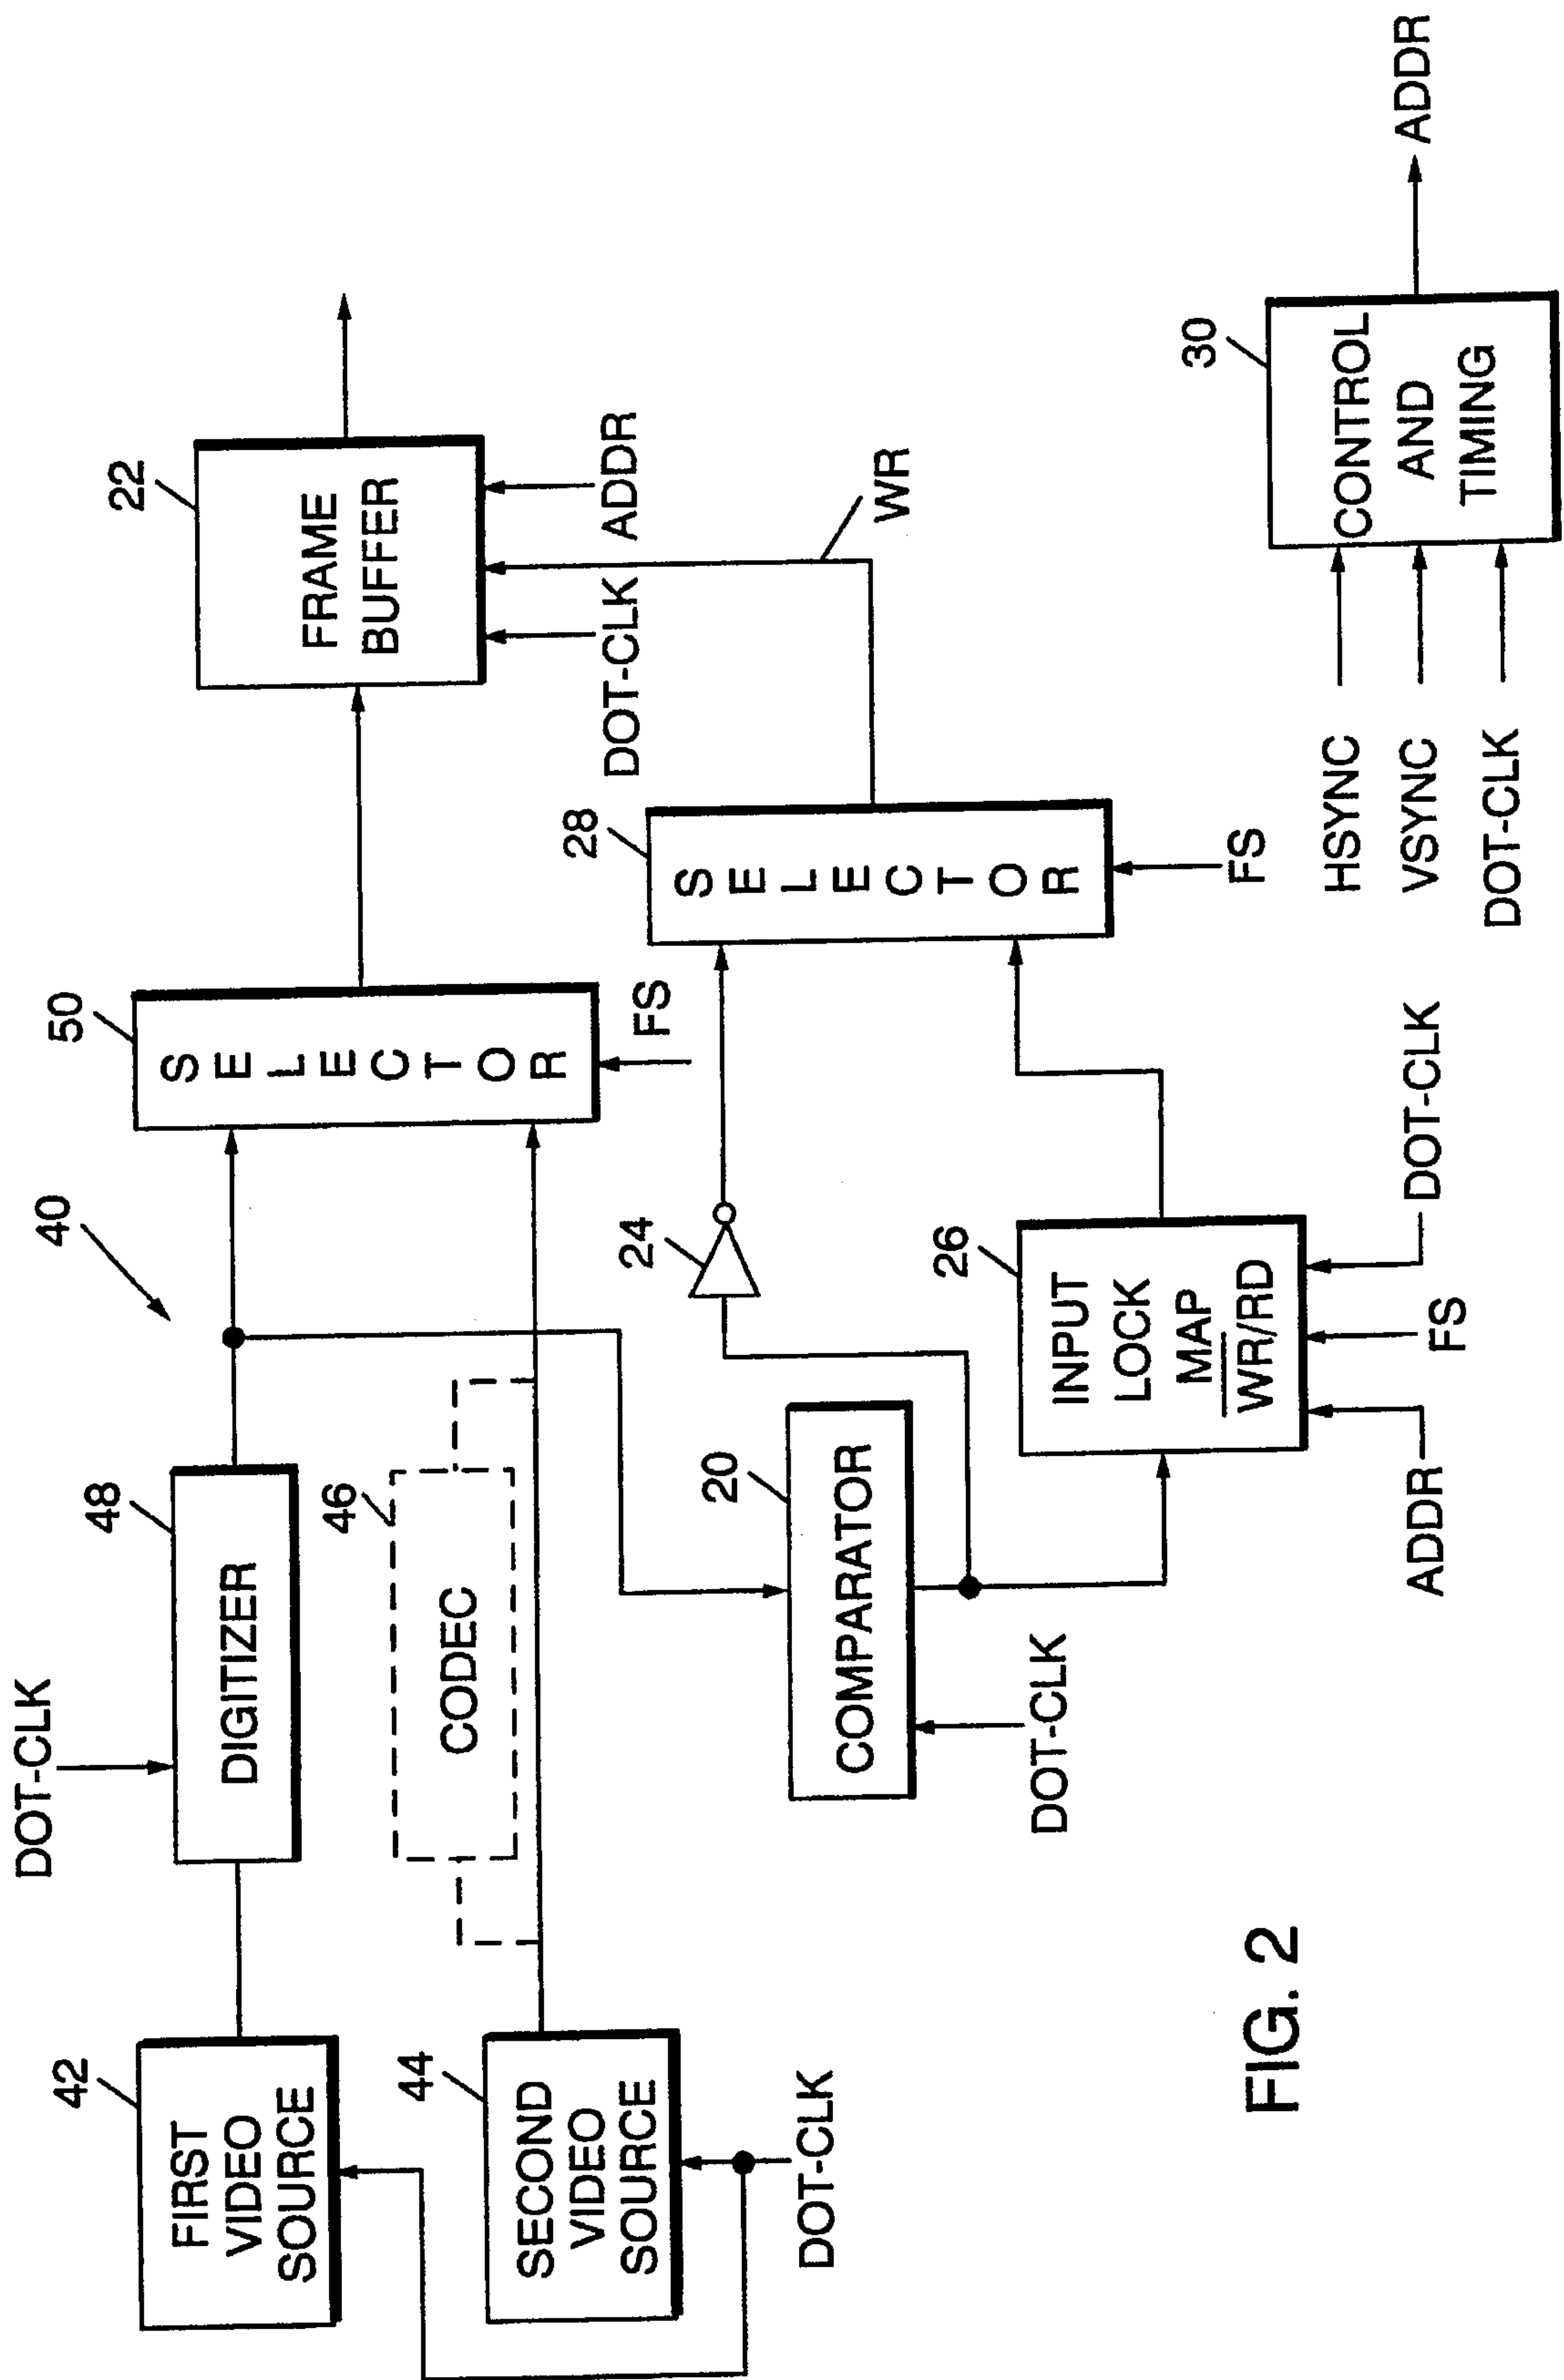 40
42
FIRST
VIDEO
SOURCE
44
SECOND
VIDEO
SOURCE
DOT-CLK
DOT-CLK
48
DIGITIZER
46
CODEC
20
COMPARATOR
DOT-CLK
24
26
INPUT
LOCK
MAP
WR/RD
ADDR
FS
DOT-CLK
50
SELECTOR
FS
28
SELECTOR
FS
22
FRAME
BUFFER
DOT-CLK
ADDR
WR
30
CONTROL
AND
TIMING
HSYNC
VSYNC
DOT-CLK
ADDR
FIG. 2